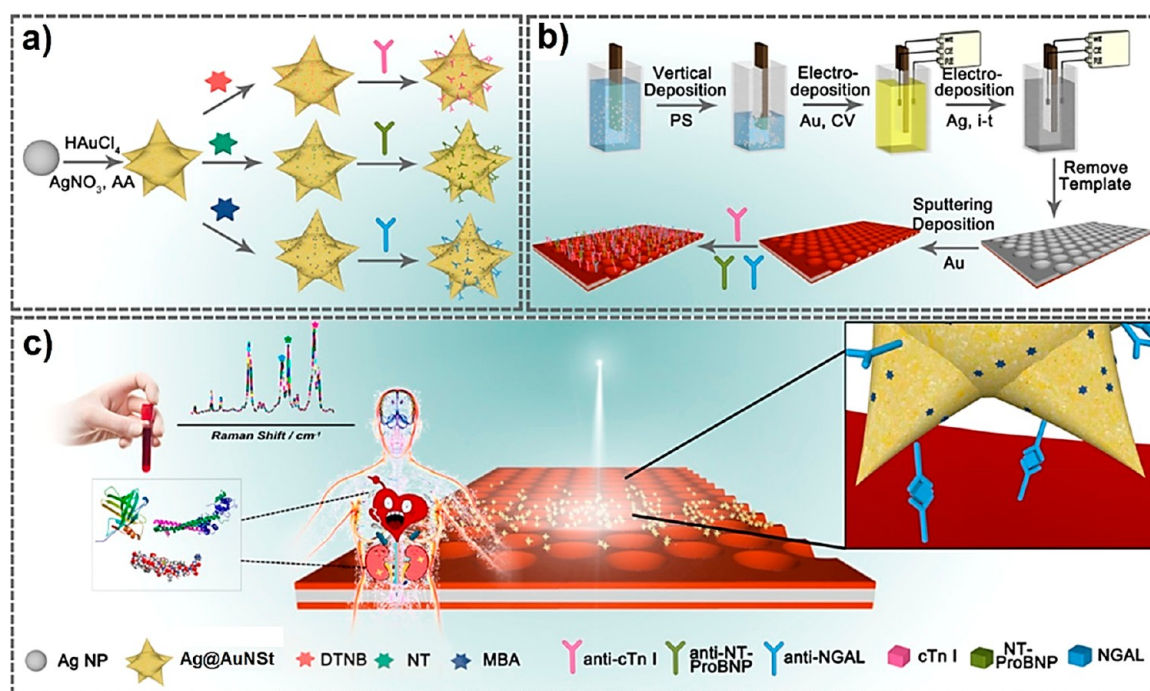 a)
HAuCl4
AgNO3, AA
b)
Vertical
Deposition
PS
Electro-
deposition
Au, CV
WE
CE
RE
Electro-
deposition
Ag, i-t
WE
CE
RE
Remove
Template
Sputtering
Deposition
Au
c)
Raman Shift / cm-1
Ag NP
Ag@AuNSt
DTNB
NT
MBA
anti-cTn I
anti-NT-
ProBNP
anti-NGAL
cTn I
NT-
ProBNP
NGAL